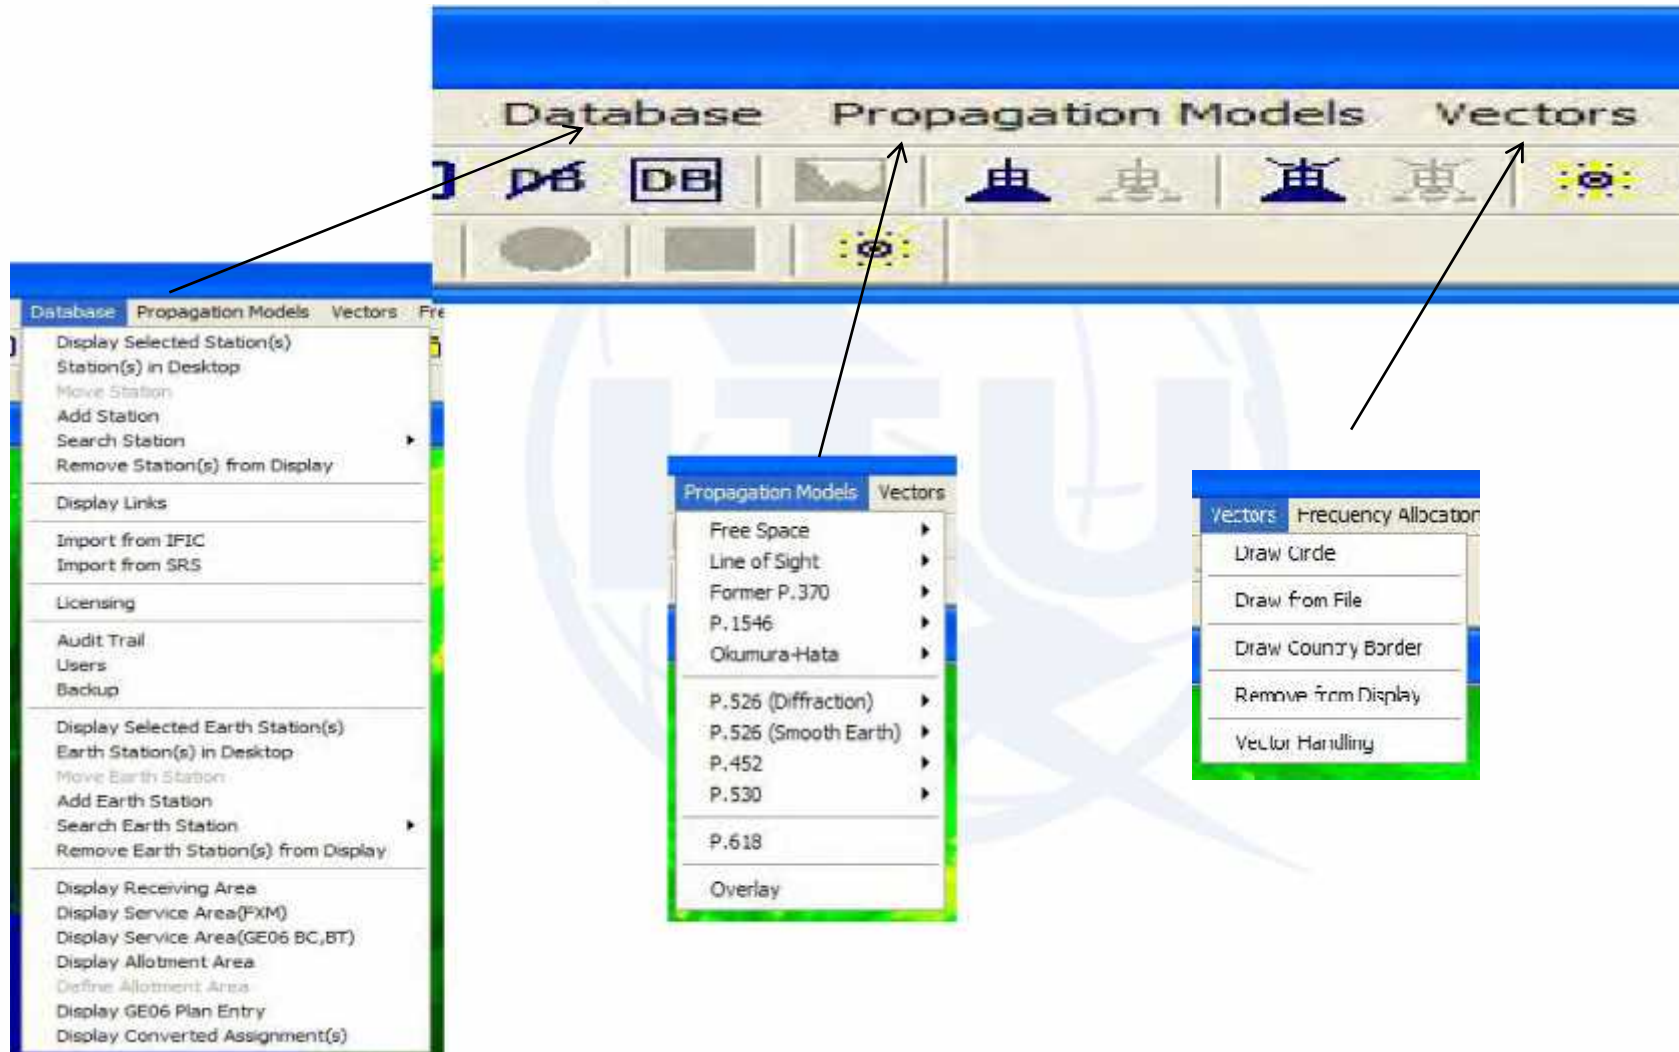 Database Propagation Models Vectors
DB DB
Database Propagation Models Vectors Fre
Display Selected Station(s)
Station(s) in Desktop
Move Station
Add Station
Search Station
Remove Station(s) from Display
Display Links
Import from IFIC
Import from SRS
Licensing
Audit Trail
Users
Backup
Display Selected Earth Station(s)
Earth Station(s) in Desktop
Move Earth Station
Add Earth Station
Search Earth Station
Remove Earth Station(s) from Display
Display Receiving Area
Display Service Area(FXM)
Display Service Area(GE06 BC,BT)
Display Allotment Area
Define Allotment Area
Display GE06 Plan Entry
Display Converted Assignment(s)
Propagation Models Vectors
Free Space
Line of Sight
Former P.370
P.1546
Okumura-Hata
P.526 (Diffraction)
P.526 (Smooth Earth)
P.452
P.530
P.618
Overlay
Vectors Frequency Allocation
Draw Circle
Draw from File
Draw Country Border
Remove from Display
Vector Handling
ITU